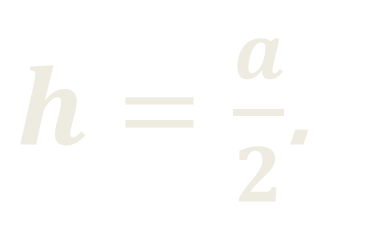 h = a/2.